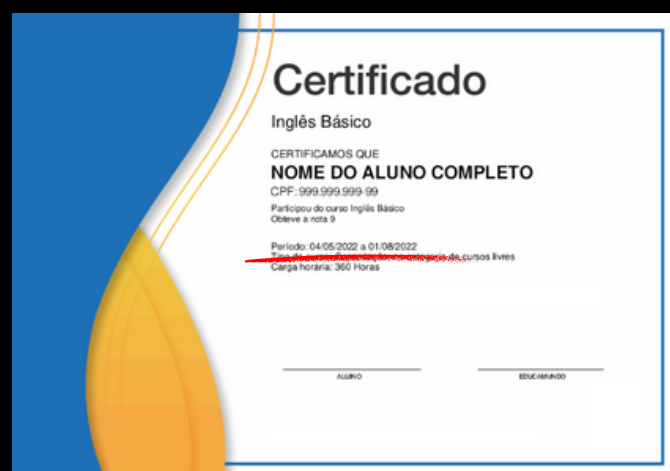 Certificado
Inglês Básico
CERTIFICAMOS QUE
NOME DO ALUNO COMPLETO
CPF: 999.999.999-99
Participou do curso Inglês Básico
Obteve a nota 9
Período: 04/05/2022 a 01/08/2022
Tipo de curso: categoria de cursos livres
Carga horária: 360 Horas
ALUNO
EDUCAMUNDO